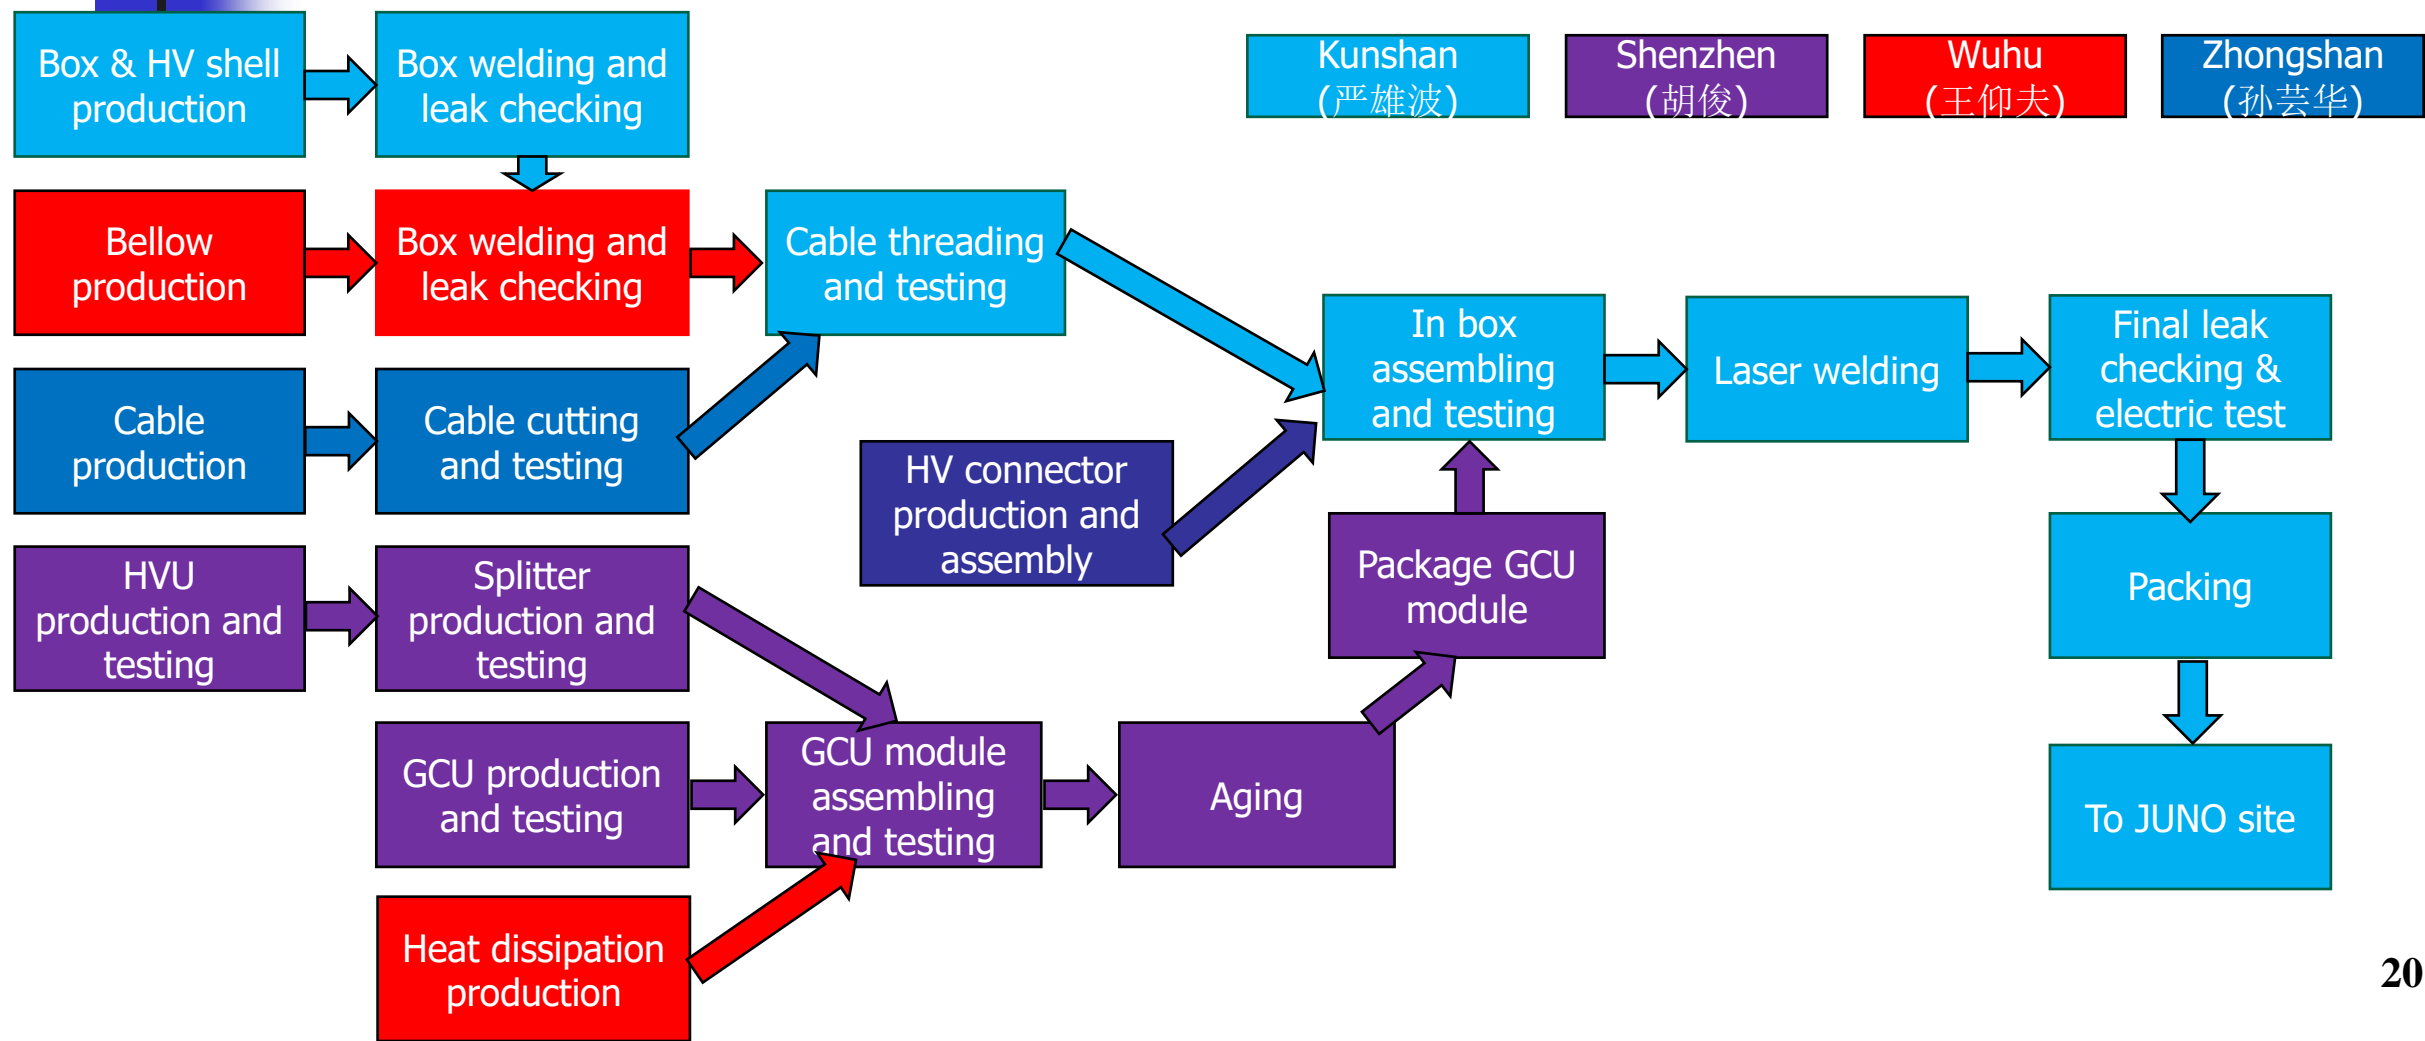 Box & HV shell
production
Box welding and
leak checking
Kunshan
(严雄波)
Shenzhen
(胡俊)
Wuhu
(王仰夫)
Zhongshan
(孙芸华)
Bellow
production
Box welding and
leak checking
Cable threading
and testing
In box
assembling
and testing
Laser welding
Final leak
checking &
electric test
Cable
production
Cable cutting
and testing
HV connector
production and
assembly
Package GCU
module
Packing
HVU
production and
testing
Splitter
production and
testing
GCU production
and testing
GCU module
assembling
and testing
Aging
To JUNO site
Heat dissipation
production
20